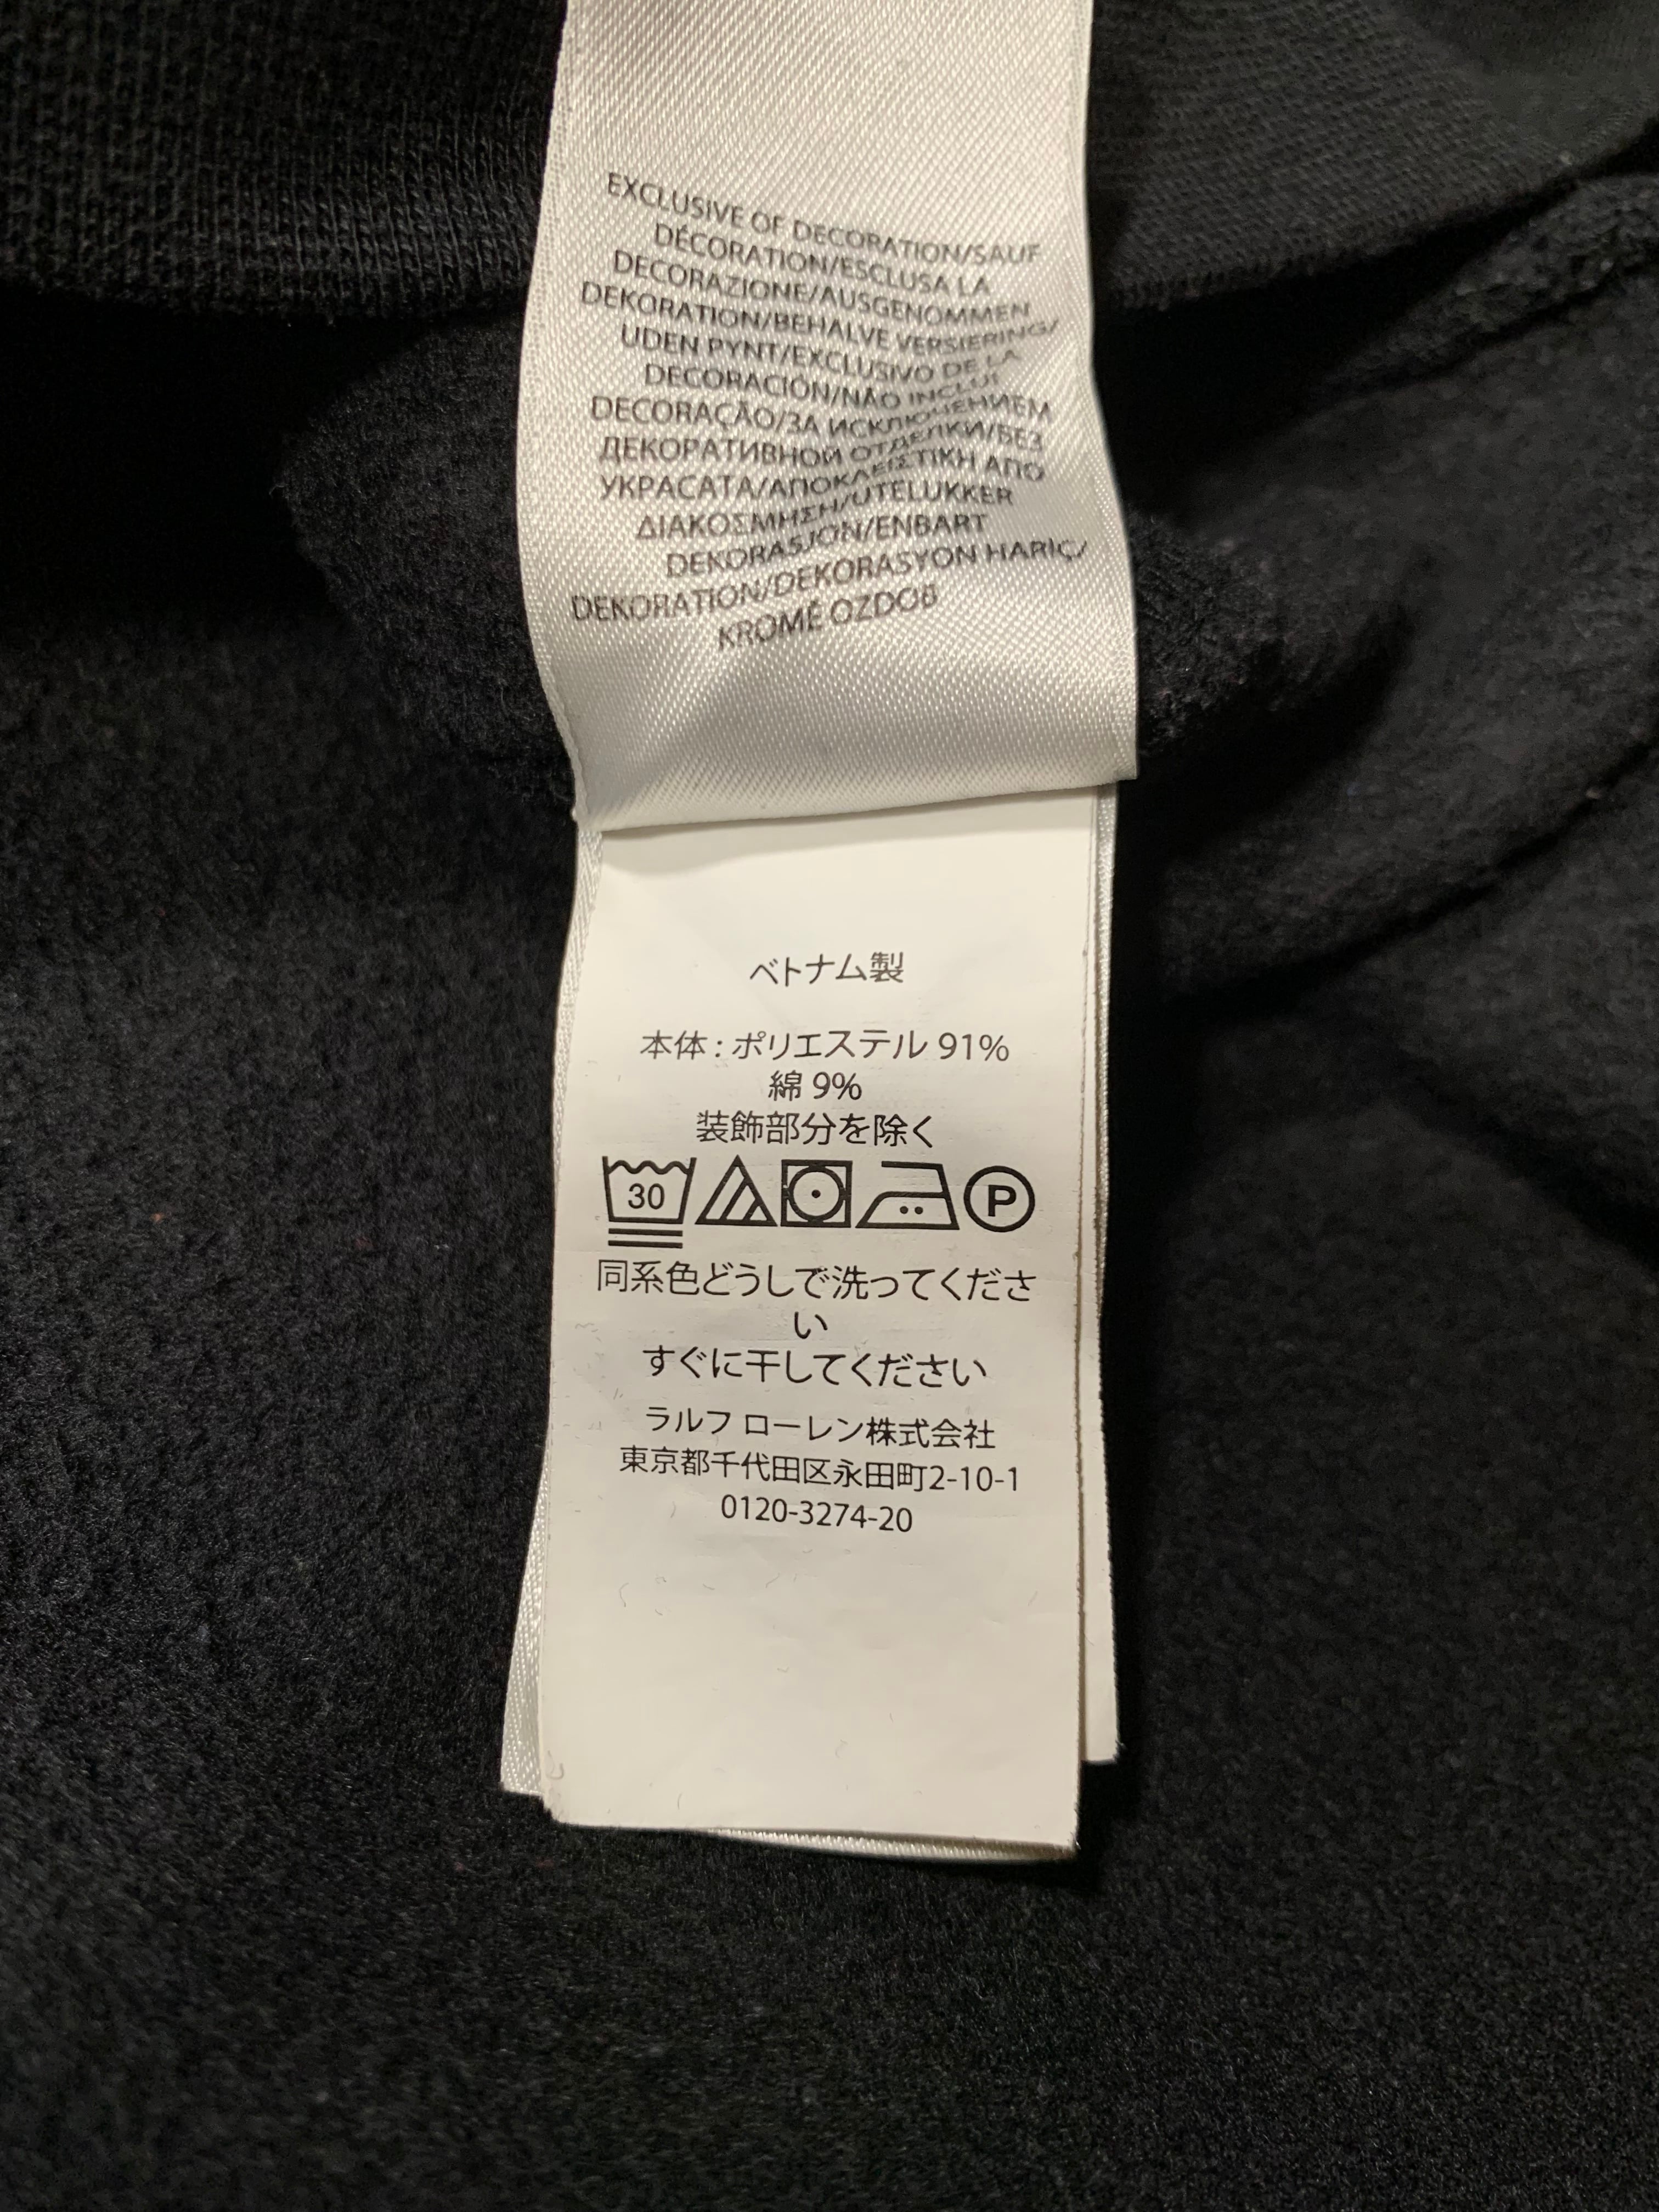 EXCLUSIVE OF DECORATION/SAUF
DÉCORATION/ESCLUSA LA
DECORAZIONE/AUSGENOMMEN
DEKORATION/BEHALVE VERSIERING/
UDEN PYNT/EXCLUSIVO DE LA
DECORACIÓN/NÃO INCLUI
DECORAÇÃO/ЗА ИСКЛЮЧЕНИЕМ
ДЕКОРАТИВНОЙ ОТДЕЛКИ/БЕЗ
УКРАСАТА/ΑΠΟΚΛΕΙΣΤΙΚΗ ΑΠΟ
ΔΙΑΚΟΣΜΗΣΗ/UTELUKKER
DEKORASJON/ENBART
DEKORATION/DEKORASYON HARİÇ/
KROMĚ OZDOB
ベトナム製
本体 : ポリエステル 91%
綿 9%
装飾部分を除く
30 P
同系色どうしで洗ってくださ
い
すぐに干してください
ラルフ ローレン株式会社
東京都千代田区永田町2-10-1
0120-3274-20